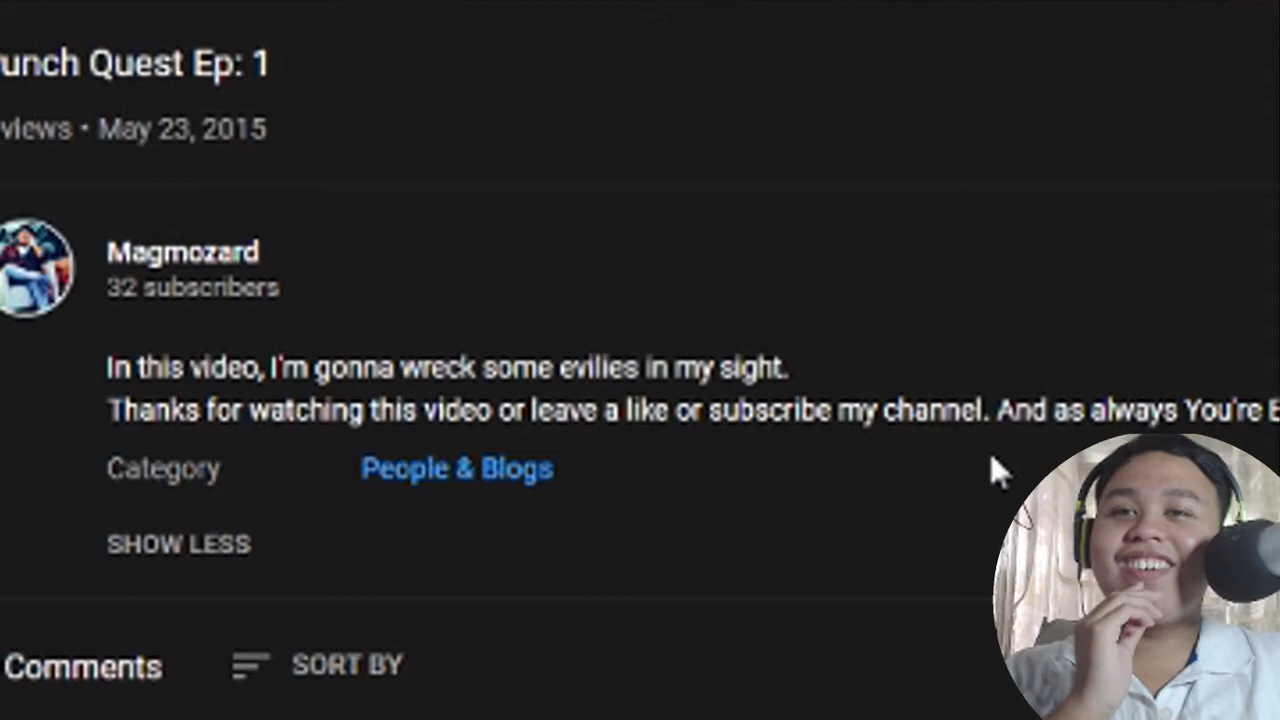 Quest Ep: 1
views • May 23, 2015
Magmozard
32 subscribers
In this video, I'm gonna wreck some evilies in my sight.
Thanks for watching this video or leave a like or subscribe my channel. And as always You're
Category People & Blogs
SHOW LESS
Comments SORT BY